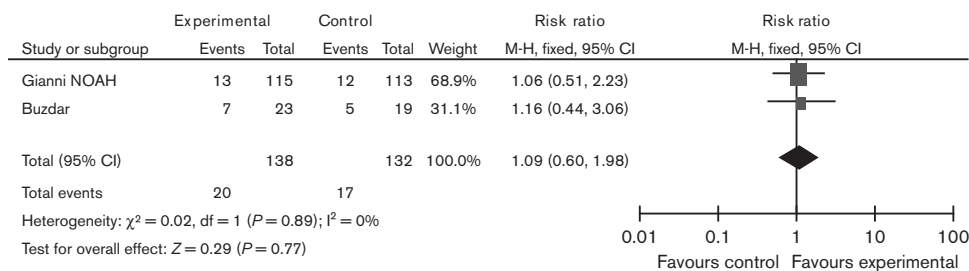 Experimental Control Risk ratio Risk ratio
Study or subgroup Events Total Events Total Weight M-H, fixed, 95% CI M-H, fixed, 95% CI
Gianni NOAH 13 115 12 113 68.9% 1.06 (0.51, 2.23)
Buzdar 7 23 5 19 31.1% 1.16 (0.44, 3.06)
Total (95% CI) 138 132 100.0% 1.09 (0.60, 1.98)
Total events 20 17
Heterogeneity: χ² = 0.02, df = 1 (P = 0.89); I² = 0%
Test for overall effect: Z = 0.29 (P = 0.77)
0.01 0.1 1 10 100
Favours control Favours experimental